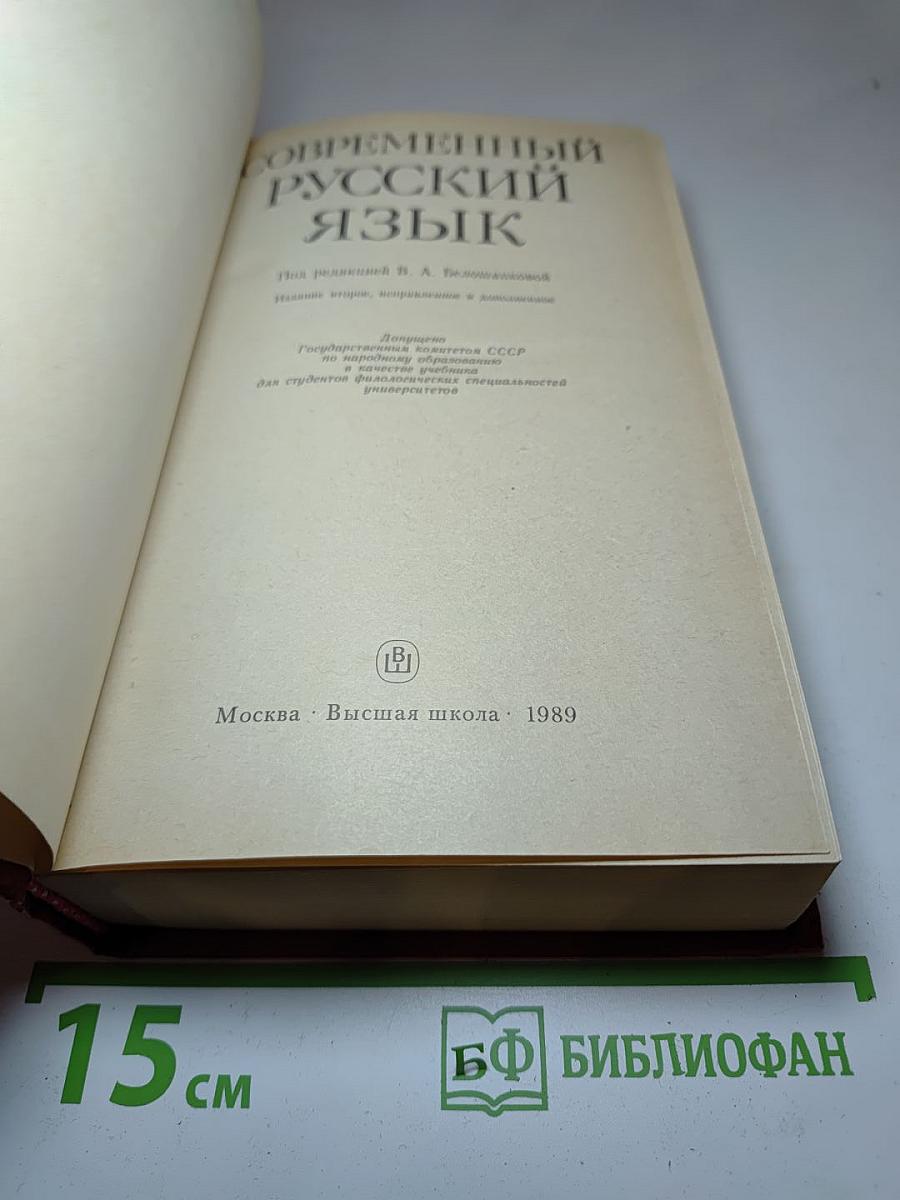 СОВРЕМЕННЫЙ
РУССКИЙ
ЯЗЫК
Под редакцией В. А. Белошапковой
Издание второе, исправленное и дополненное
Допущено
Государственным комитетом СССР
по народному образованию
в качестве учебника
для студентов филологических специальностей
университетов
ВШ
Москва · Высшая школа · 1989
15 см
БФ БИБЛИОФАН